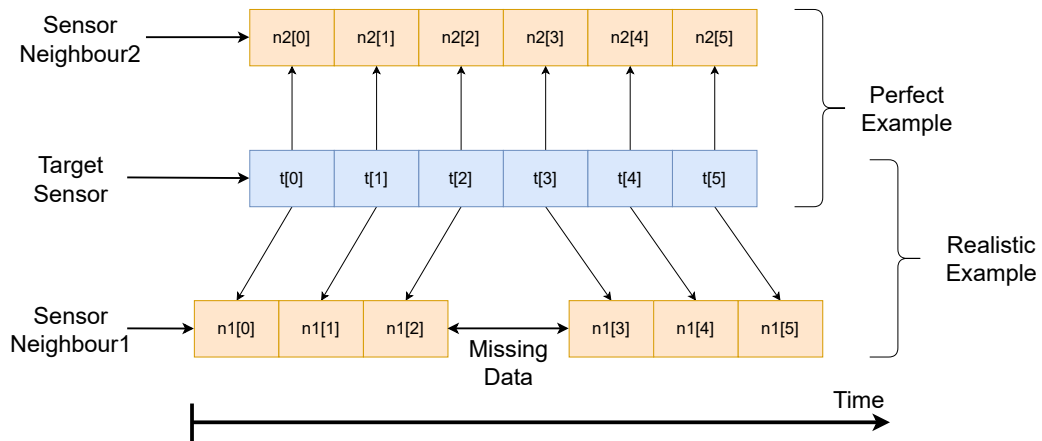 Sensor
Neighbour2
n2[0] n2[1] n2[2] n2[3] n2[4] n2[5]
Perfect
Example
Target
Sensor
t[0] t[1] t[2] t[3] t[4] t[5]
Realistic
Example
Sensor
Neighbour1
n1[0] n1[1] n1[2] n1[3] n1[4] n1[5]
Missing
Data
Time